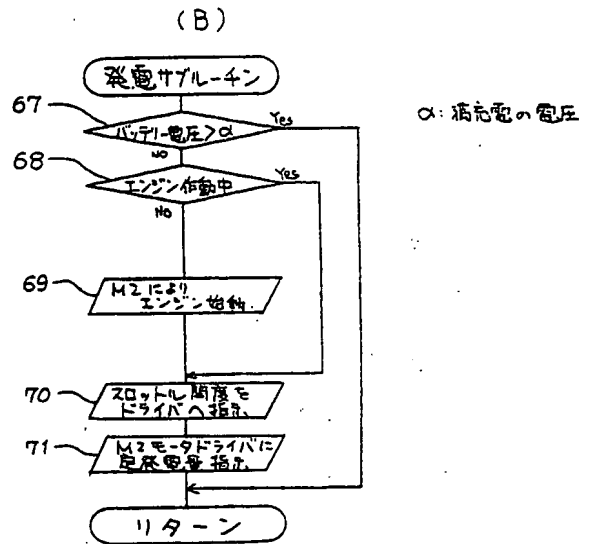 (B)
発電サブルーチン
67
バッテリー電圧>α
Yes
α:満充電の電圧
No
68
エンジン作動中
Yes
No
69
M2により
エンジン始動
70
スロットル開度を
ドライバへ指示
71
M2モータドライバに
定発電量指示
リターン